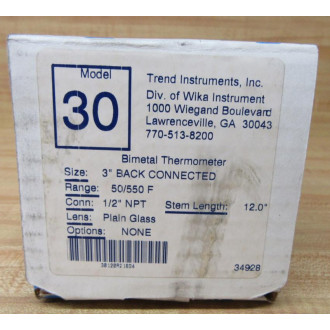 Model
30
Trend Instruments, Inc.
Div. of Wika Instrument
1000 Wiegand Boulevard
Lawrenceville, GA 30043
770-513-8200
Bimetal Thermometer
Size: 3" BACK CONNECTED
Range: 50/550 F
Conn: 1/2" NPT Stem Length: 12.0"
Lens: Plain Glass
Options: NONE
34928